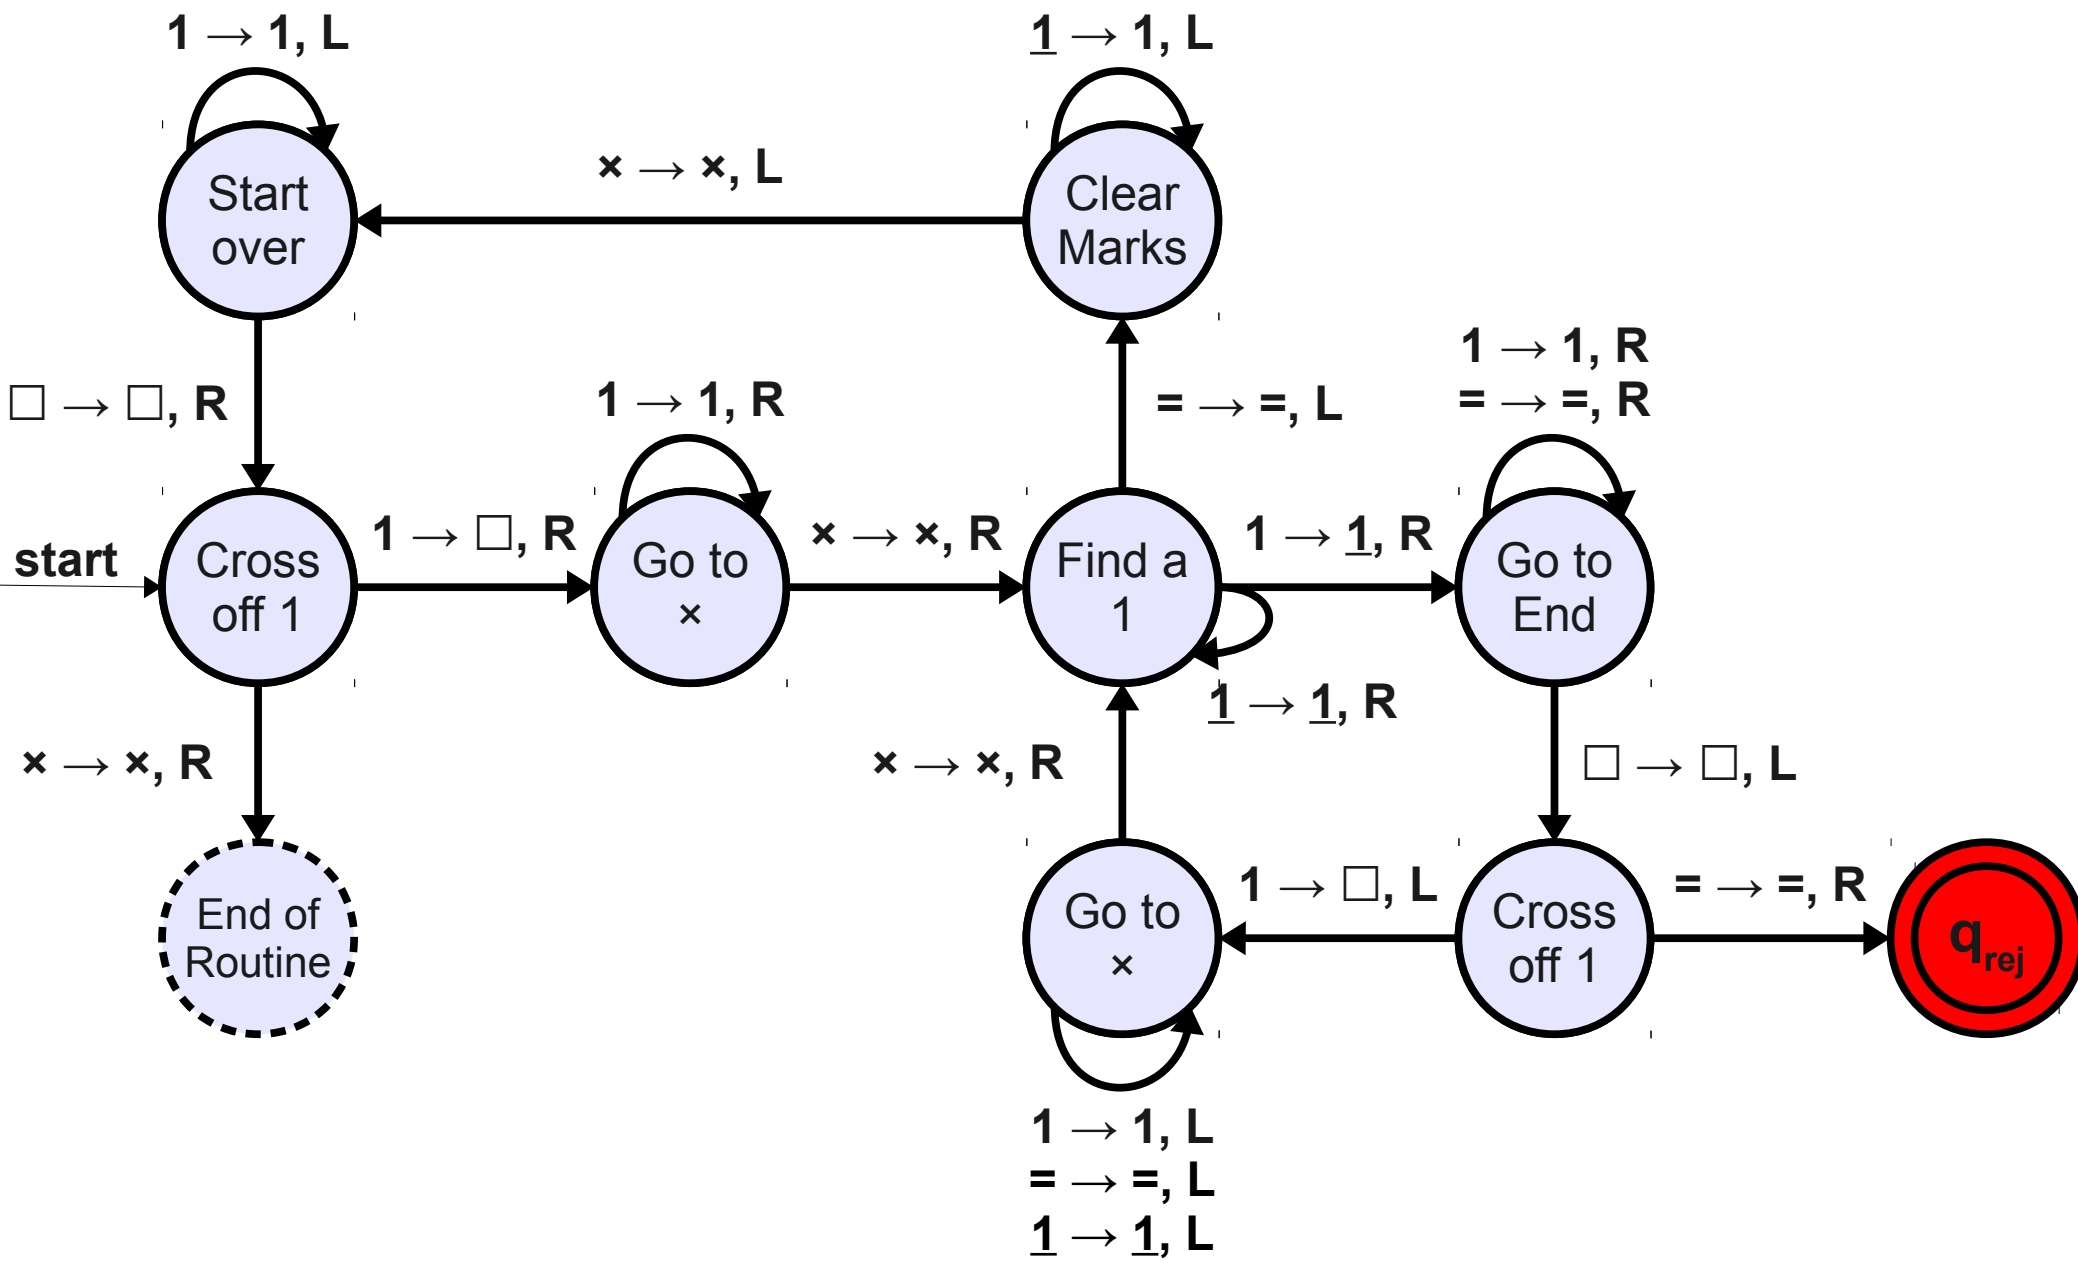 1 → 1, L
1 → 1, L
Start
over
× → ×, L
Clear
Marks
□ → □, R
1 → 1, R
= → =, L
1 → 1, R
= → =, R
start
Cross
off 1
1 → □, R
Go to
×
× → ×, R
Find a
1
1 → 1, R
Go to
End
1 → 1, R
× → ×, R
× → ×, R
□ → □, L
End of
Routine
Go to
×
1 → □, L
Cross
off 1
= → =, R
qrej
1 → 1, L
= → =, L
1 → 1, L